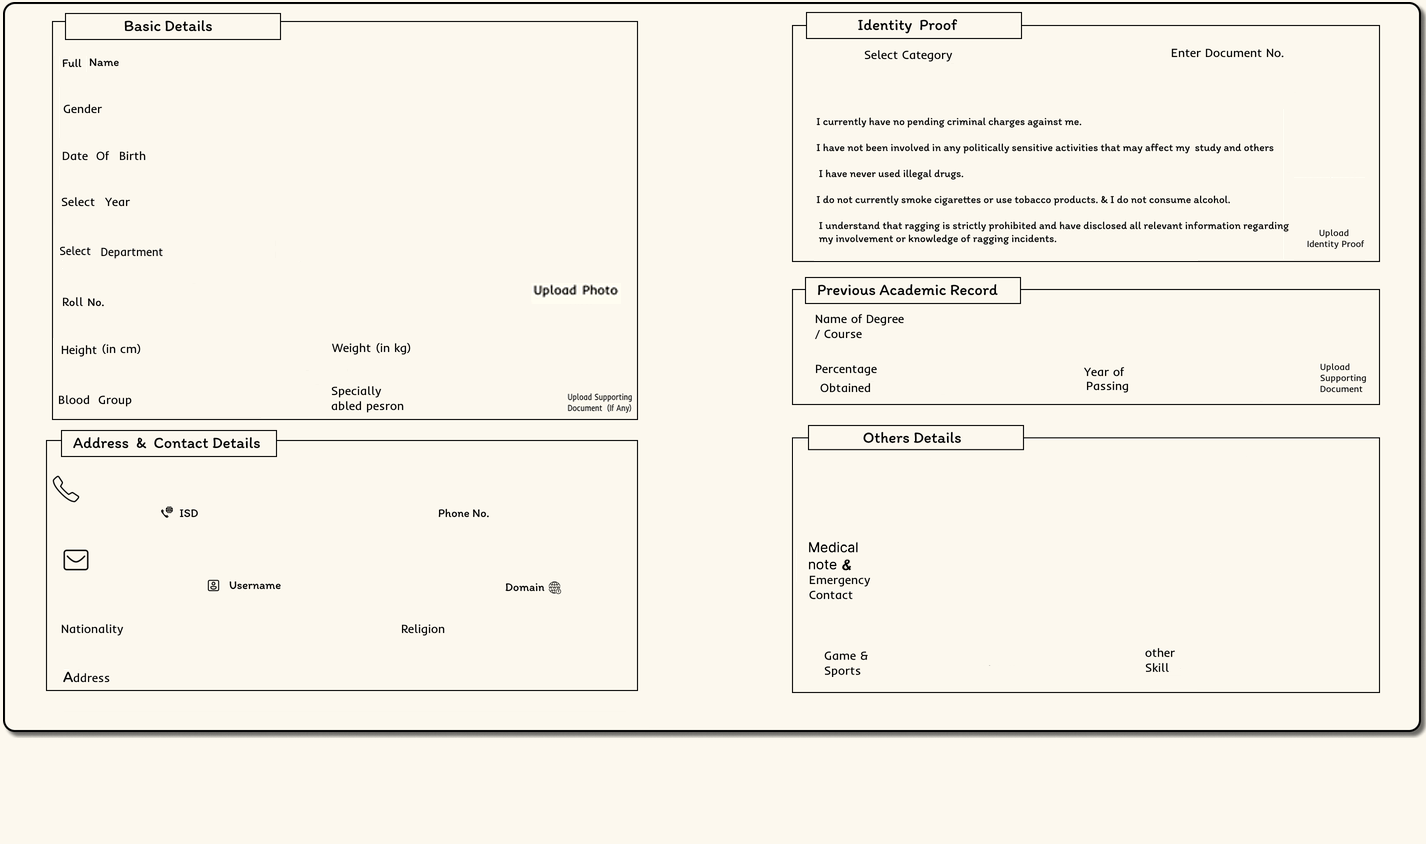 Basic Details
Full Name
Gender
Date Of Birth
Select Year
Select Department
Roll No.
Upload Photo
Height (in cm)
Weight (in kg)
Blood Group
Specially
abled pesron
Upload Supporting
Document (If Any)
Address & Contact Details
ISD
Phone No.
Username
Domain
Nationality
Religion
Address
Identity Proof
Select Category
Enter Document No.
I currently have no pending criminal charges against me.
I have not been involved in any politically sensitive activities that may affect my study and others
I have never used illegal drugs.
I do not currently smoke cigarettes or use tobacco products. & I do not consume alcohol.
I understand that ragging is strictly prohibited and have disclosed all relevant information regarding
my involvement or knowledge of ragging incidents.
Upload
Identity Proof
Previous Academic Record
Name of Degree
/ Course
Percentage
Obtained
Year of
Passing
Upload
Supporting
Document
Others Details
Medical
note &
Emergency
Contact
Game &
Sports
other
Skill